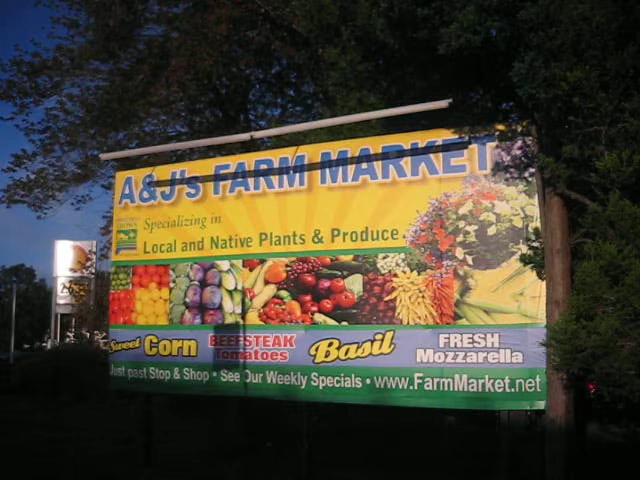 A&J's FARM MARKET
Specializing in
Local and Native Plants & Produce
Sweet Corn BEEFSTEAK Tomatoes Basil FRESH Mozzarella
Just past Stop & Shop • See Our Weekly Specials • www.FarmMarket.net